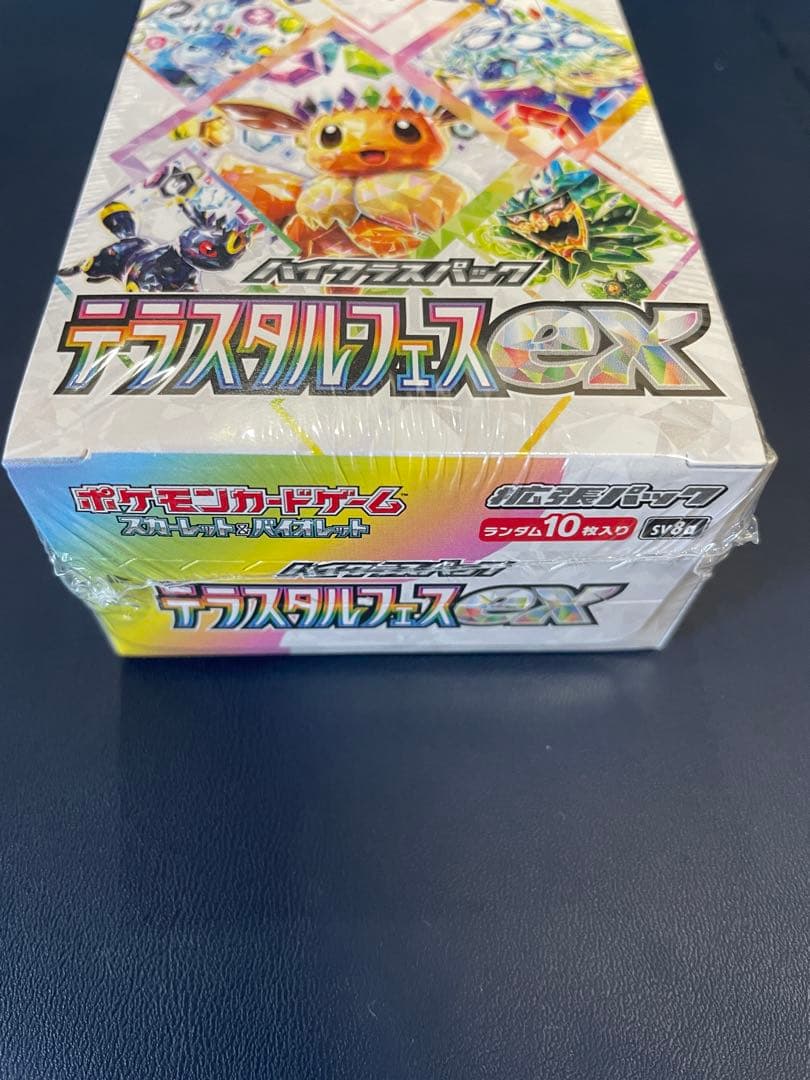 ハイクラスパック
テラスタルフェスex
ポケモンカードゲーム™
スカーレット&バイオレット
拡張パック
ランダム10枚入り
SV8a
ハイクラスパック
テラスタルフェスex